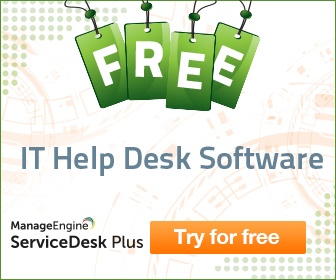 FREE
IT Help Desk Software
ManageEngine
ServiceDesk Plus
Try for free